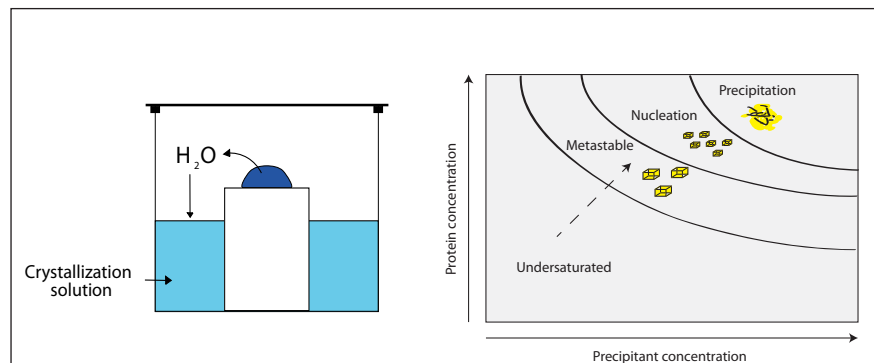 H₂O
Crystallization
solution
Protein concentration
Precipitation
Nucleation
Metastable
Undersaturated
Precipitant concentration